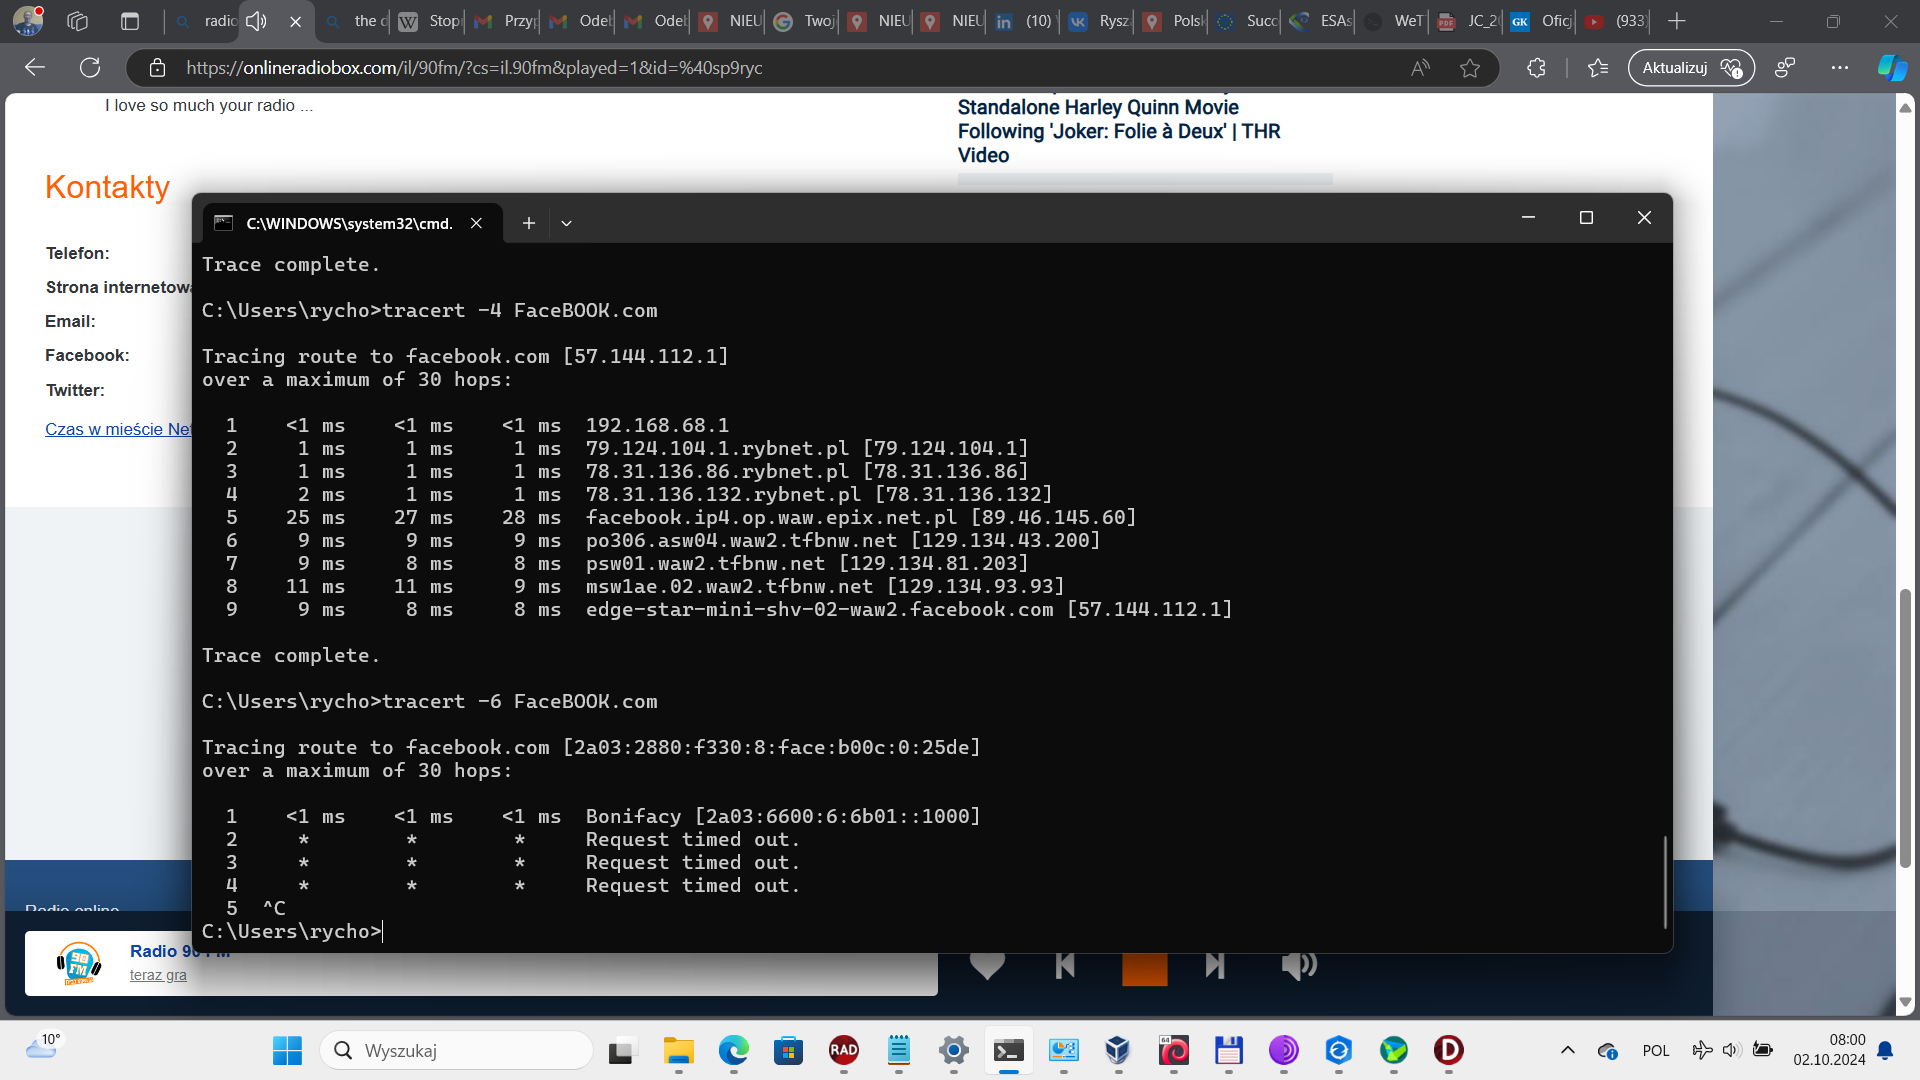 radio
the d
Stop
Przyp
Odeb
Odeb
NIEU
Twoj
NIEU
NIEU
(10)
Rysz
Polsk
Succ
ESAs
WeT
JC_2
GK Oficj
(933)
https://onlineradiobox.com/il/90fm/?cs=il.90fm&played=1&id=%40sp9ryc
Aktualizuj
I love so much your radio ...
Standalone Harley Quinn Movie
Following 'Joker: Folie à Deux' | THR
Video
Kontakty
Telefon:
Strona internetowa
Email:
Facebook:
Twitter:
Czas w mieście Net
C:\WINDOWS\system32\cmd.
Trace complete.
C:\Users\rycho>tracert -4 FaceBOOK.com
Tracing route to facebook.com [57.144.112.1]
over a maximum of 30 hops:
1 <1 ms <1 ms <1 ms 192.168.68.1
2 1 ms 1 ms 1 ms 79.124.104.1.rybnet.pl [79.124.104.1]
3 1 ms 1 ms 1 ms 78.31.136.86.rybnet.pl [78.31.136.86]
4 2 ms 1 ms 1 ms 78.31.136.132.rybnet.pl [78.31.136.132]
5 25 ms 27 ms 28 ms facebook.ip4.op.waw.epix.net.pl [89.46.145.60]
6 9 ms 9 ms 9 ms po306.asw04.waw2.tfbnw.net [129.134.43.200]
7 9 ms 8 ms 8 ms psw01.waw2.tfbnw.net [129.134.81.203]
8 11 ms 11 ms 9 ms msw1ae.02.waw2.tfbnw.net [129.134.93.93]
9 9 ms 8 ms 8 ms edge-star-mini-shv-02-waw2.facebook.com [57.144.112.1]
Trace complete.
C:\Users\rycho>tracert -6 FaceBOOK.com
Tracing route to facebook.com [2a03:2880:f330:8:face:b00c:0:25de]
over a maximum of 30 hops:
1 <1 ms <1 ms <1 ms Bonifacy [2a03:6600:6:6b01::1000]
2 * * * Request timed out.
3 * * * Request timed out.
4 * * * Request timed out.
5 ^C
C:\Users\rycho>
Radio online
90 FM
Radio 90 FM
teraz gra
10°
Wyszukaj
RAD
64
D
POL
08:00
02.10.2024